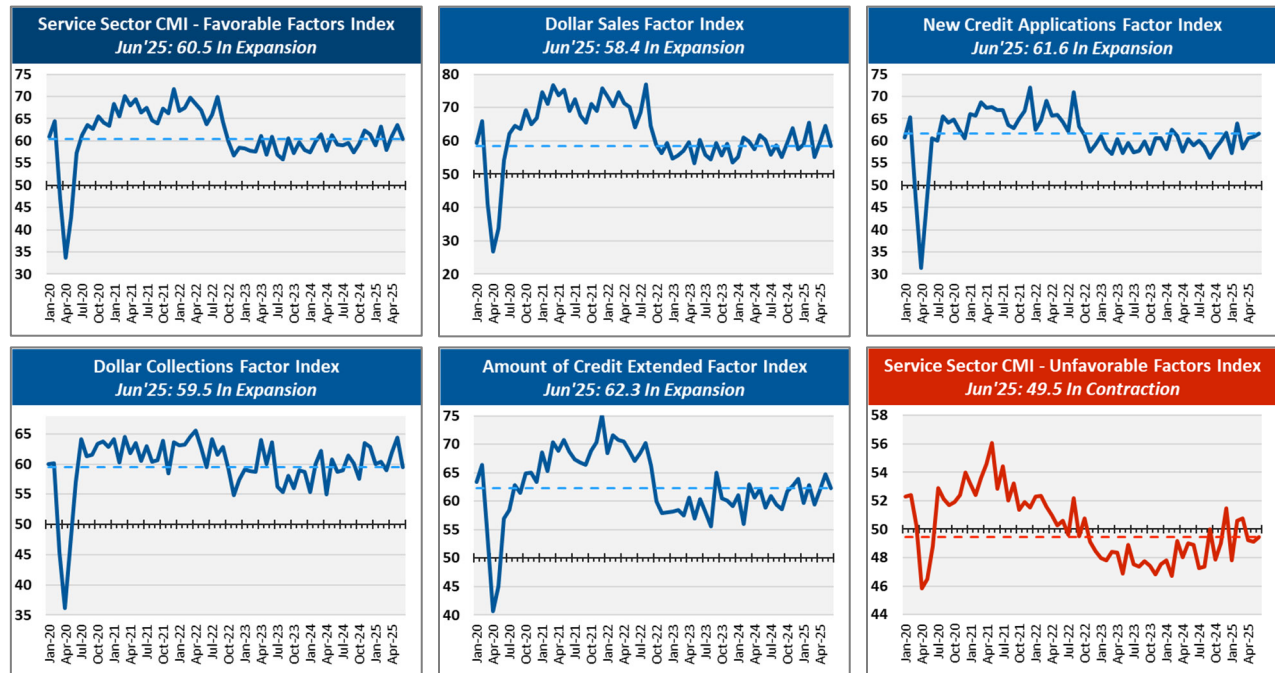 Service Sector CMI - Favorable Factors Index
Jun'25: 60.5 In Expansion
75
70
65
60
55
50
45
40
35
30
Jan-20
Apr-20
Jul-20
Oct-20
Jan-21
Apr-21
Jul-21
Oct-21
Jan-22
Apr-22
Jul-22
Oct-22
Jan-23
Apr-23
Jul-23
Oct-23
Jan-24
Apr-24
Jul-24
Oct-24
Jan-25
Apr-25
Dollar Sales Factor Index
Jun'25: 58.4 In Expansion
80
70
60
50
40
30
20
Jan-20
Apr-20
Jul-20
Oct-20
Jan-21
Apr-21
Jul-21
Oct-21
Jan-22
Apr-22
Jul-22
Oct-22
Jan-23
Apr-23
Jul-23
Oct-23
Jan-24
Apr-24
Jul-24
Oct-24
Jan-25
Apr-25
New Credit Applications Factor Index
Jun'25: 61.6 In Expansion
75
70
65
60
55
50
45
40
35
30
Jan-20
Apr-20
Jul-20
Oct-20
Jan-21
Apr-21
Jul-21
Oct-21
Jan-22
Apr-22
Jul-22
Oct-22
Jan-23
Apr-23
Jul-23
Oct-23
Jan-24
Apr-24
Jul-24
Oct-24
Jan-25
Apr-25
Dollar Collections Factor Index
Jun'25: 59.5 In Expansion
65
60
55
50
45
40
35
Jan-20
Apr-20
Jul-20
Oct-20
Jan-21
Apr-21
Jul-21
Oct-21
Jan-22
Apr-22
Jul-22
Oct-22
Jan-23
Apr-23
Jul-23
Oct-23
Jan-24
Apr-24
Jul-24
Oct-24
Jan-25
Apr-25
Amount of Credit Extended Factor Index
Jun'25: 62.3 In Expansion
75
70
65
60
55
50
45
40
Jan-20
Apr-20
Jul-20
Oct-20
Jan-21
Apr-21
Jul-21
Oct-21
Jan-22
Apr-22
Jul-22
Oct-22
Jan-23
Apr-23
Jul-23
Oct-23
Jan-24
Apr-24
Jul-24
Oct-24
Jan-25
Apr-25
Service Sector CMI - Unfavorable Factors Index
Jun'25: 49.5 In Contraction
58
56
54
52
50
48
46
44
Jan-20
Apr-20
Jul-20
Oct-20
Jan-21
Apr-21
Jul-21
Oct-21
Jan-22
Apr-22
Jul-22
Oct-22
Jan-23
Apr-23
Jul-23
Oct-23
Jan-24
Apr-24
Jul-24
Oct-24
Jan-25
Apr-25